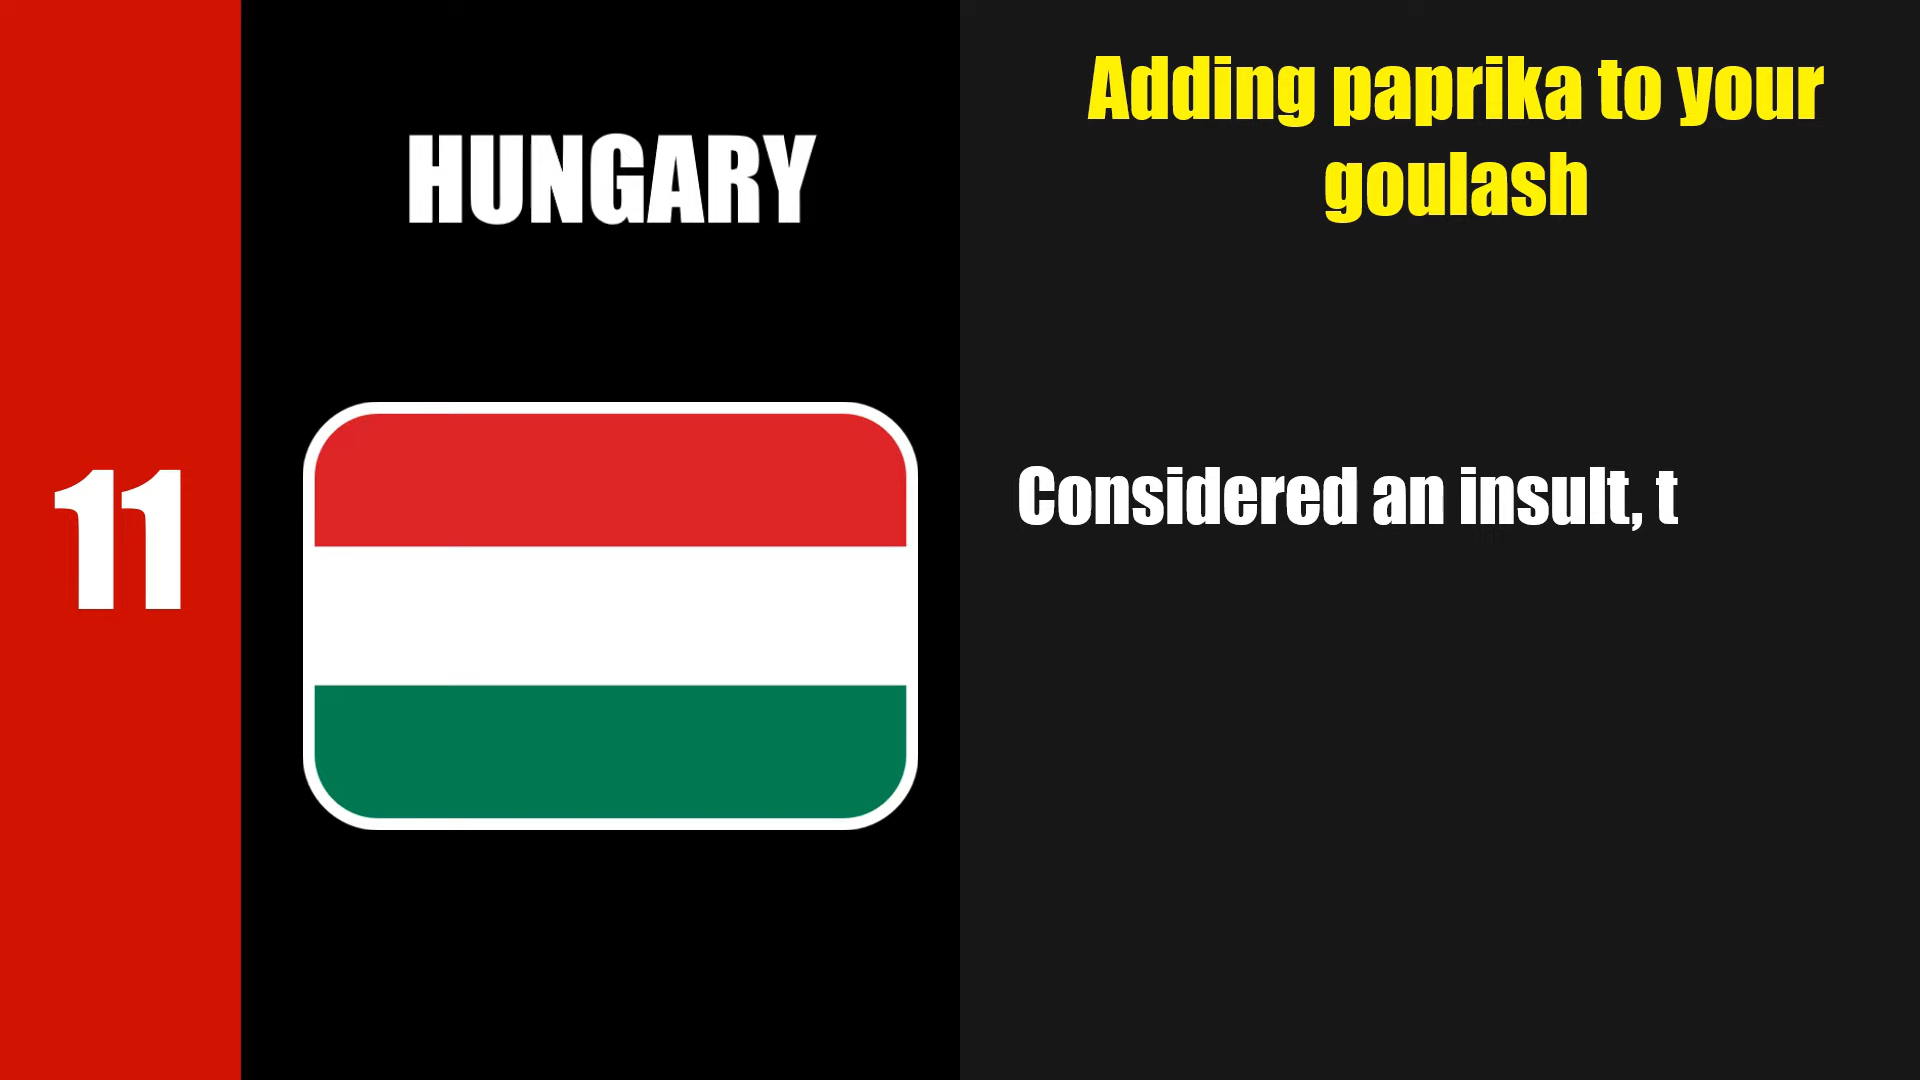 11
HUNGARY
Adding paprika to your
goulash
Considered an insult, t